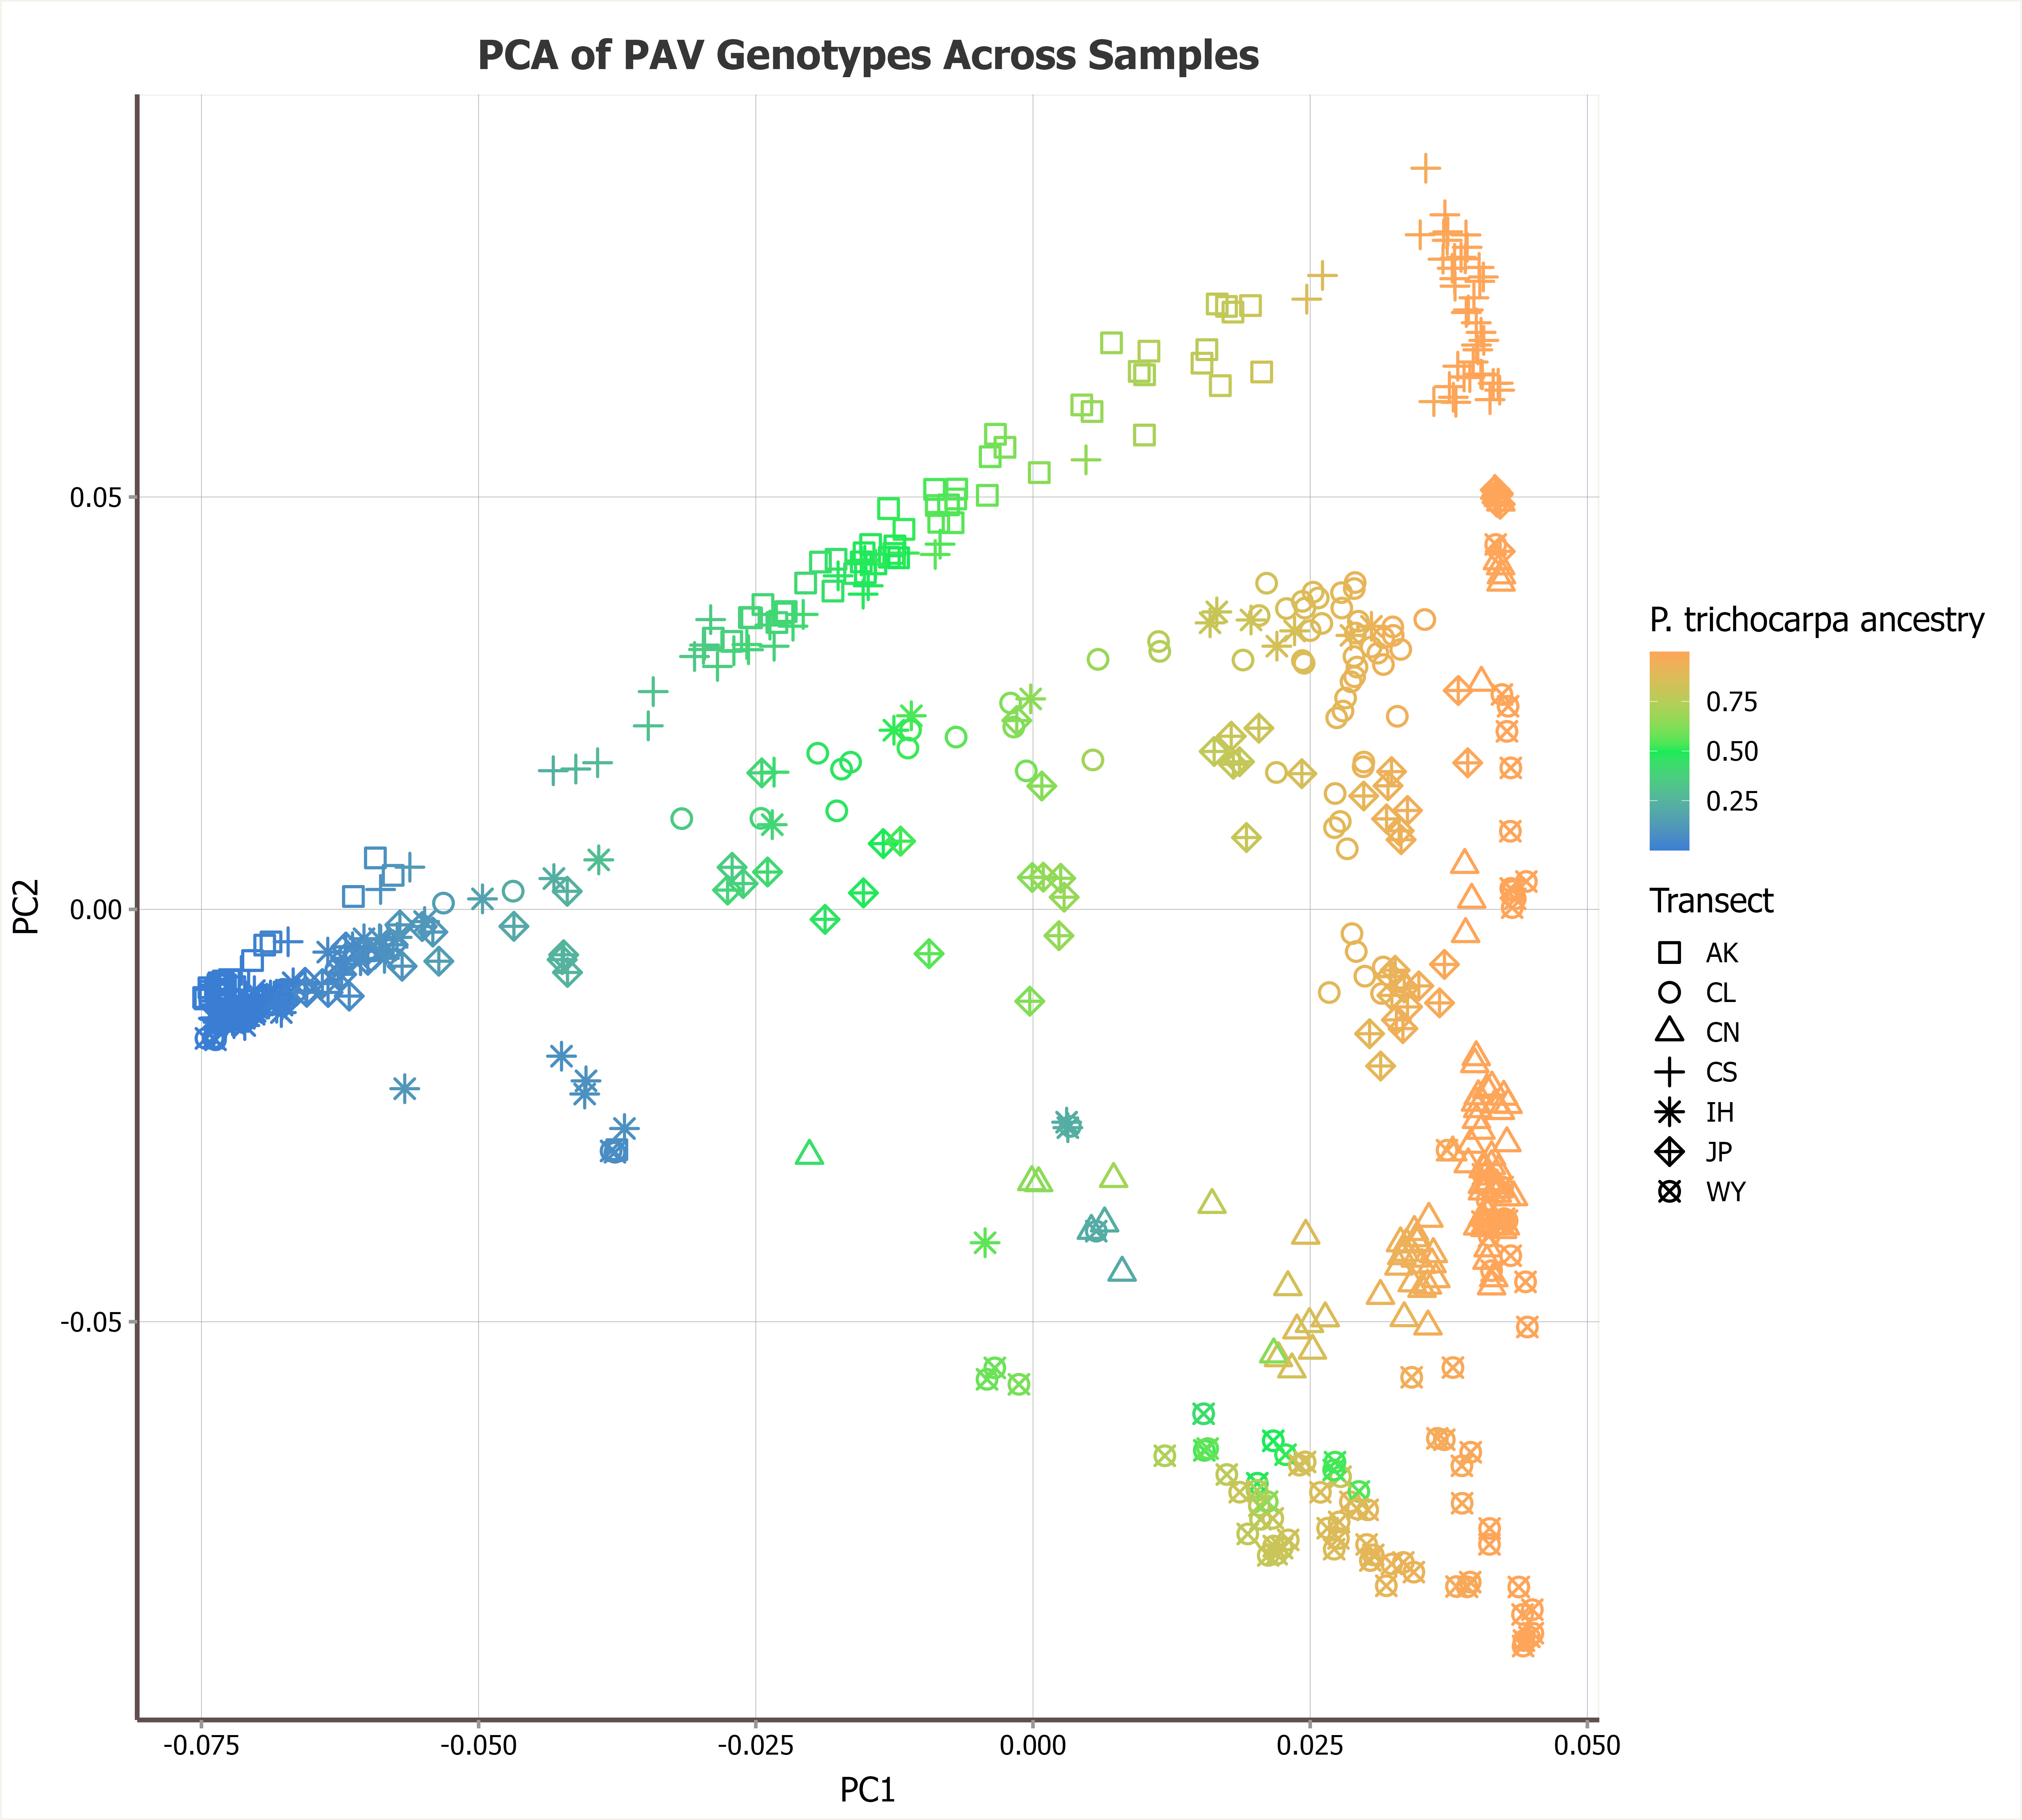 PCA of PAV Genotypes Across Samples
PC2
0.05
0.00
-0.05
-0.075
-0.050
-0.025
0.000
0.025
0.050
PC1
P. trichocarpa ancestry
0.75
0.50
0.25
Transect
AK
CL
CN
CS
IH
JP
WY